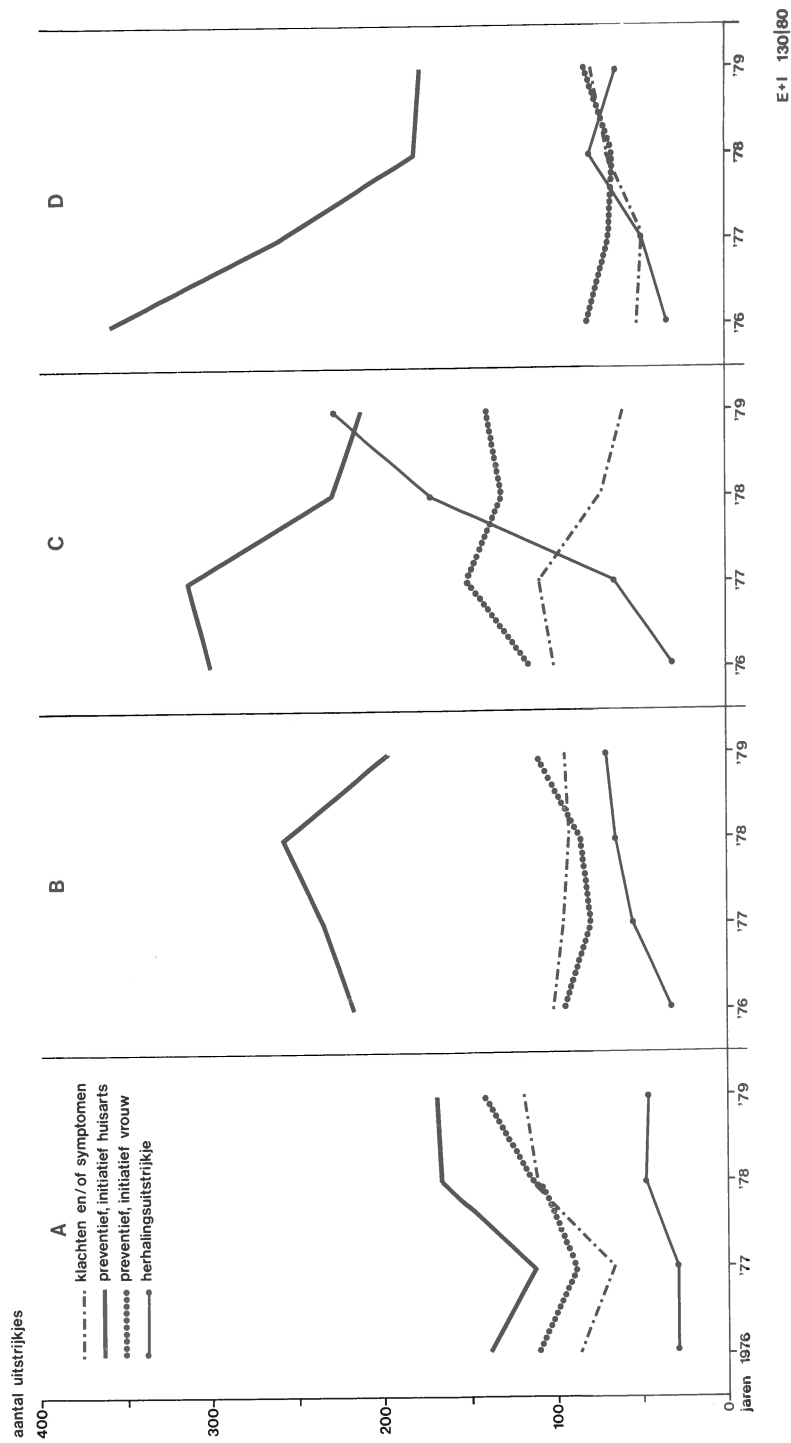 aantal uitstrijkjes
400
300
200
100
0
A
B
C
D
klachten en/of symptomen
preventief, initiatief huisarts
preventief, initiatief vrouw
herhalingsuitstrijkje
jaren 1976 '77 '78 '79
'76 '77 '78 '79
'76 '77 '78 '79
'76 '77 '78 '79
E+I 130|80